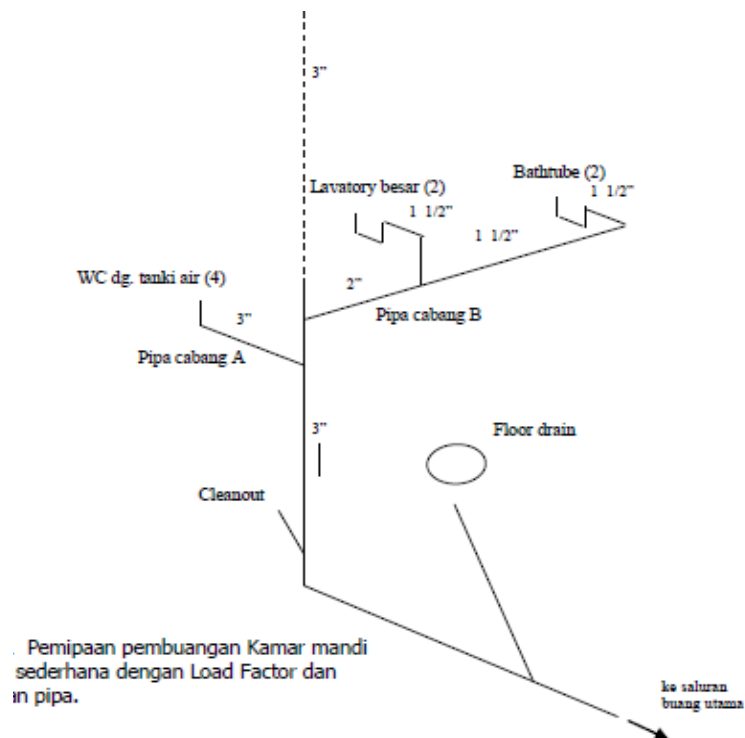 3”
Bathtube (2)
1 1/2”
Lavatory besar (2)
1 1/2”
1 1/2”
WC dg. tanki air (4)
2”
3”
Pipa cabang B
Pipa cabang A
3”
Floor drain
Cleanout
. Pemipaan pembuangan Kamar mandi
sederhana dengan Load Factor dan
pipa.
ke saluran
buang utama